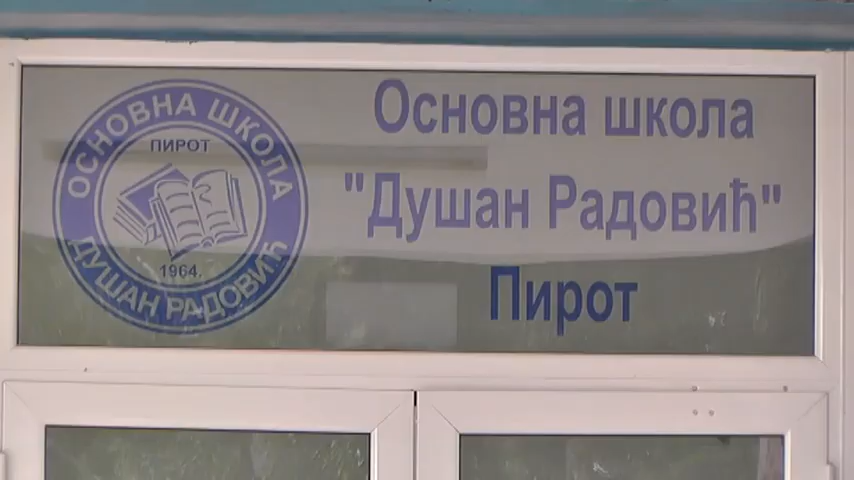 ОСНОВНА ШКОЛА
ПИРОТ
1964.
ДУШАН РАДОВИЋ
Основна школа
"Душан Радовић"
Пирот